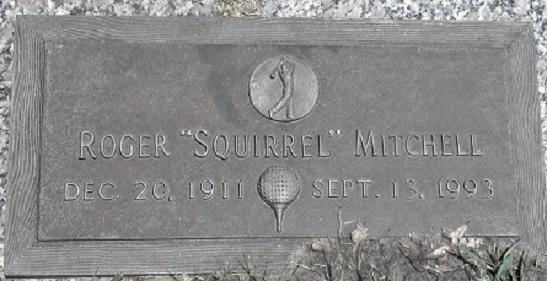 ROGER "SQUIRREL" MITCHELL
DEC. 20, 1911 SEPT. 13, 1993